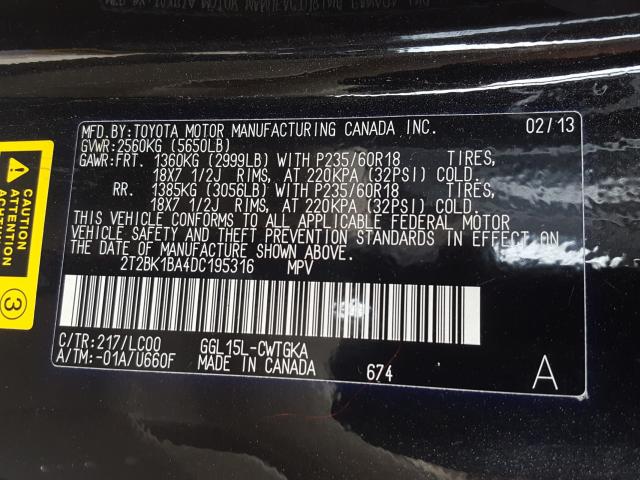 MFD.BY:TOYOTA MOTOR MANUFACTURING CANADA INC. 02/13
GVWR:2560KG (5650LB)
GAWR:FRT. 1360KG (2999LB) WITH P235/60R18 TIRES,
18X7 1/2J RIMS, AT 220KPA (32PSI) COLD.
RR. 1385KG (3056LB) WITH P235/60R18 TIRES,
18X7 1/2J RIMS, AT 220KPA (32PSI) COLD.
THIS VEHICLE CONFORMS TO ALL APPLICABLE FEDERAL MOTOR
VEHICLE SAFETY AND THEFT PREVENTION STANDARDS IN EFFECT ON
THE DATE OF MANUFACTURE SHOWN ABOVE.
2T2BK1BA4DC195316 MPV
C/TR:217/LC00 GGL15L-CWTGKA
A/TM:-01A/U660F MADE IN CANADA 674 A
CAUTION
ATTENTION
3